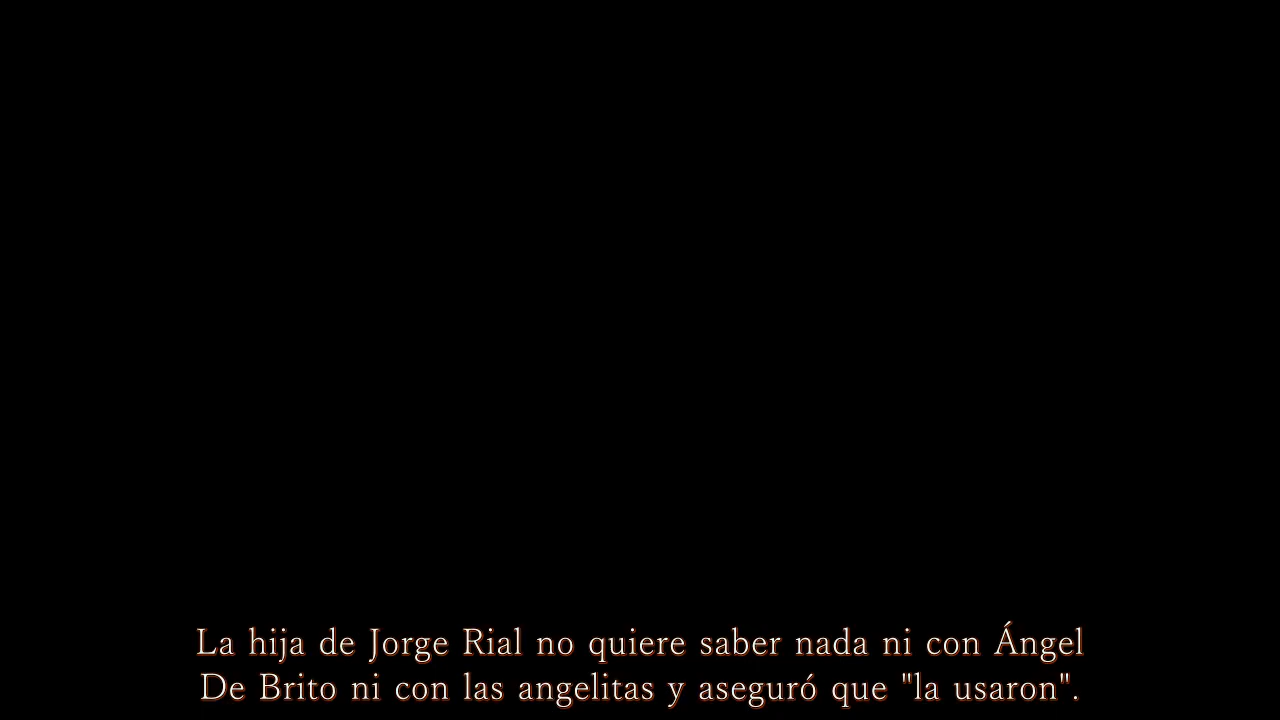 La hija de Jorge Rial no quiere saber nada ni con Ángel
De Brito ni con las angelitas y aseguró que "la usaron".